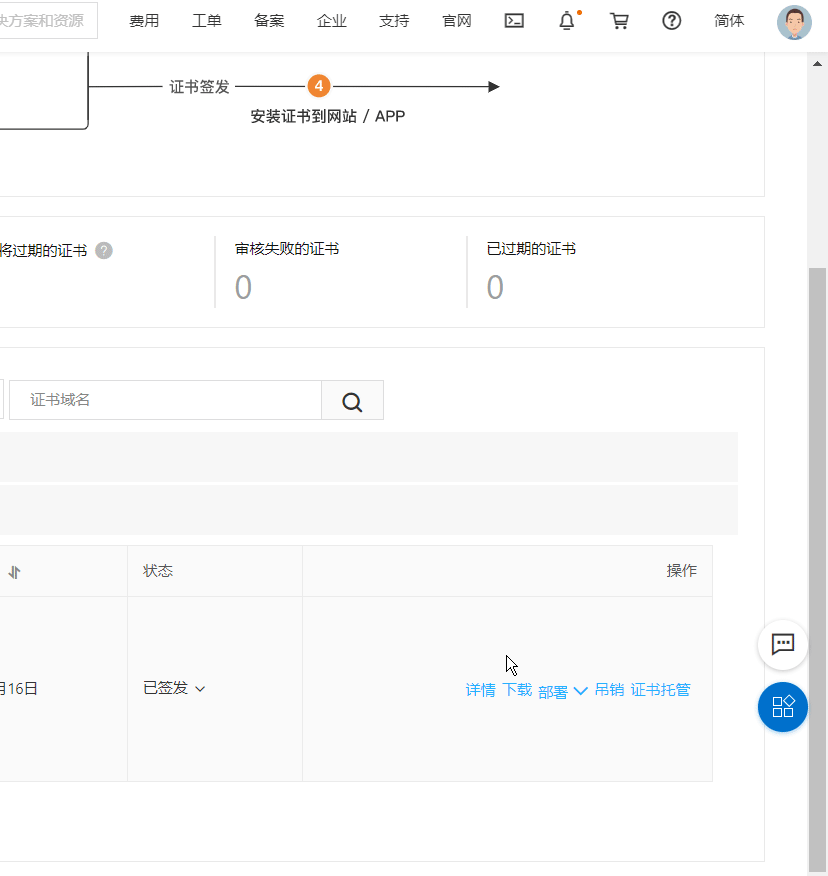 决方案和资源 费用 工单 备案 企业 支持 官网 简体
证书签发 4
安装证书到网站 / APP
将过期的证书 ? 审核失败的证书 已过期的证书
0 0
证书域名
状态 操作
月16日 已签发 详情 下载 部署 吊销 证书托管